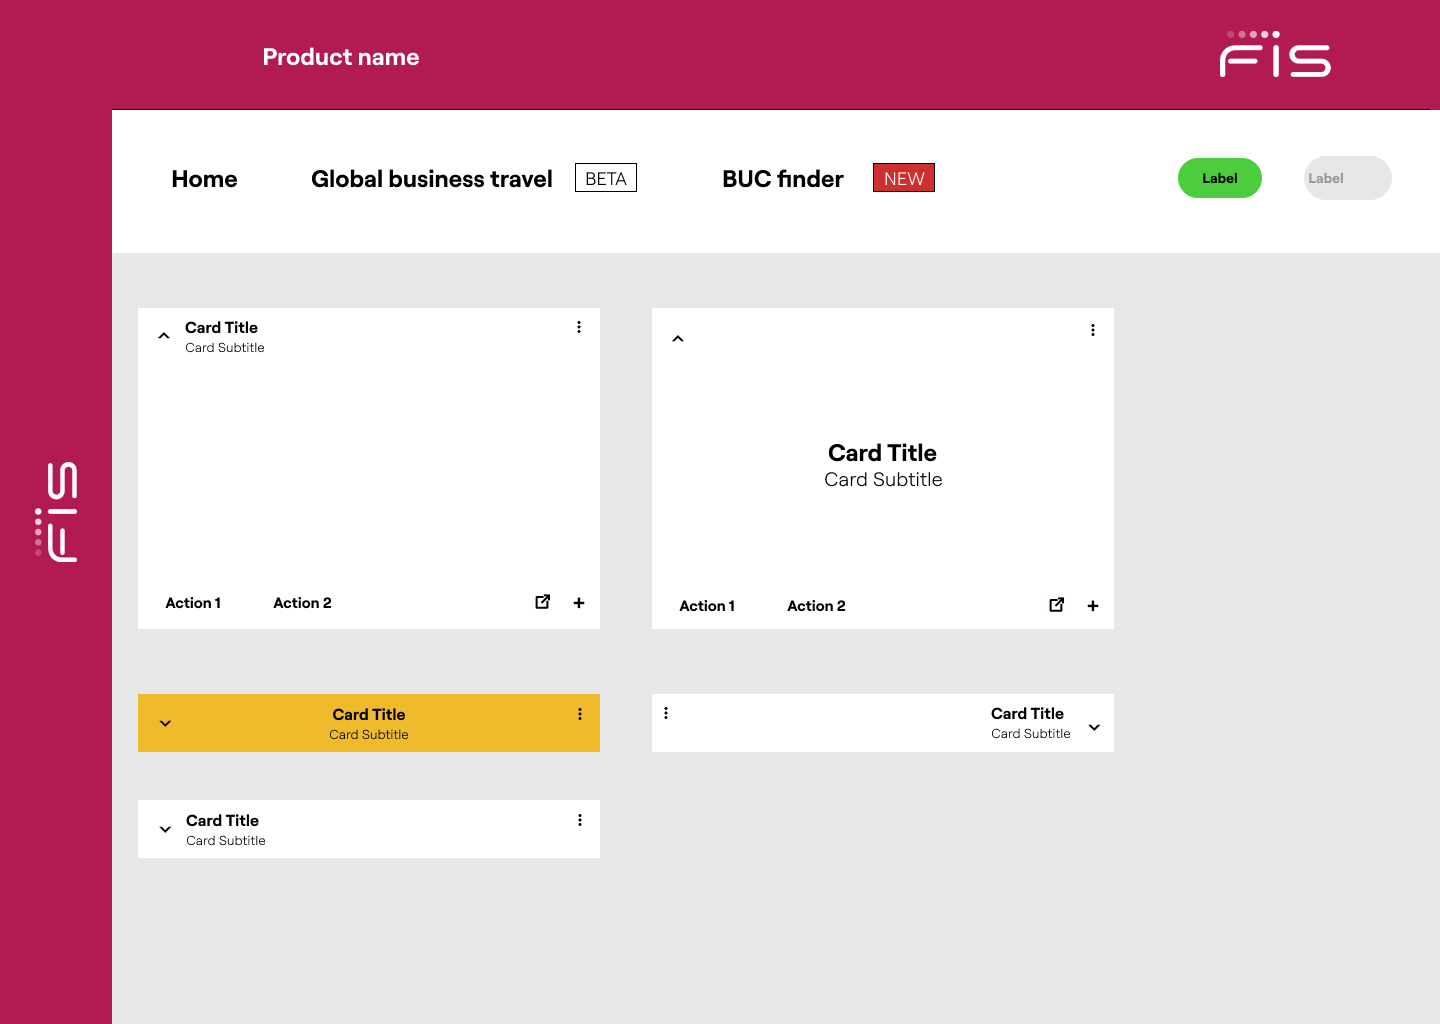 Product name
FIS
Home
Global business travel
BETA
BUC finder
NEW
Label
Label
Card Title
Card Subtitle
Card Title
Card Subtitle
Action 1
Action 2
Action 1
Action 2
FIS
Card Title
Card Subtitle
Card Title
Card Subtitle
Card Title
Card Subtitle